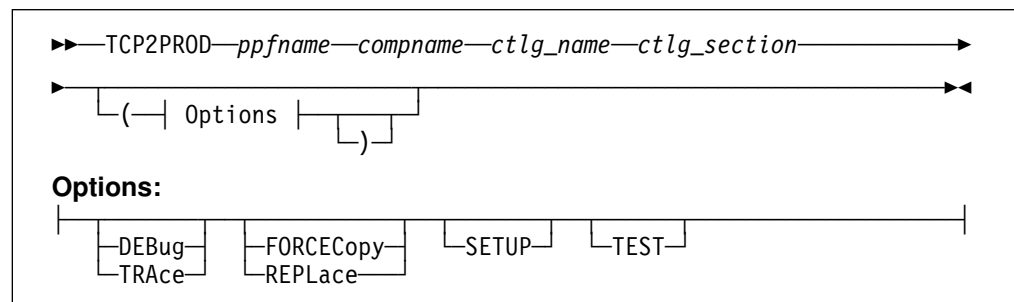 TCP2PROD ppfname compname ctlg_name ctlg_section
( Options )
Options:
DEBug FORCECopy SETUP TEST
TRAce REPLace